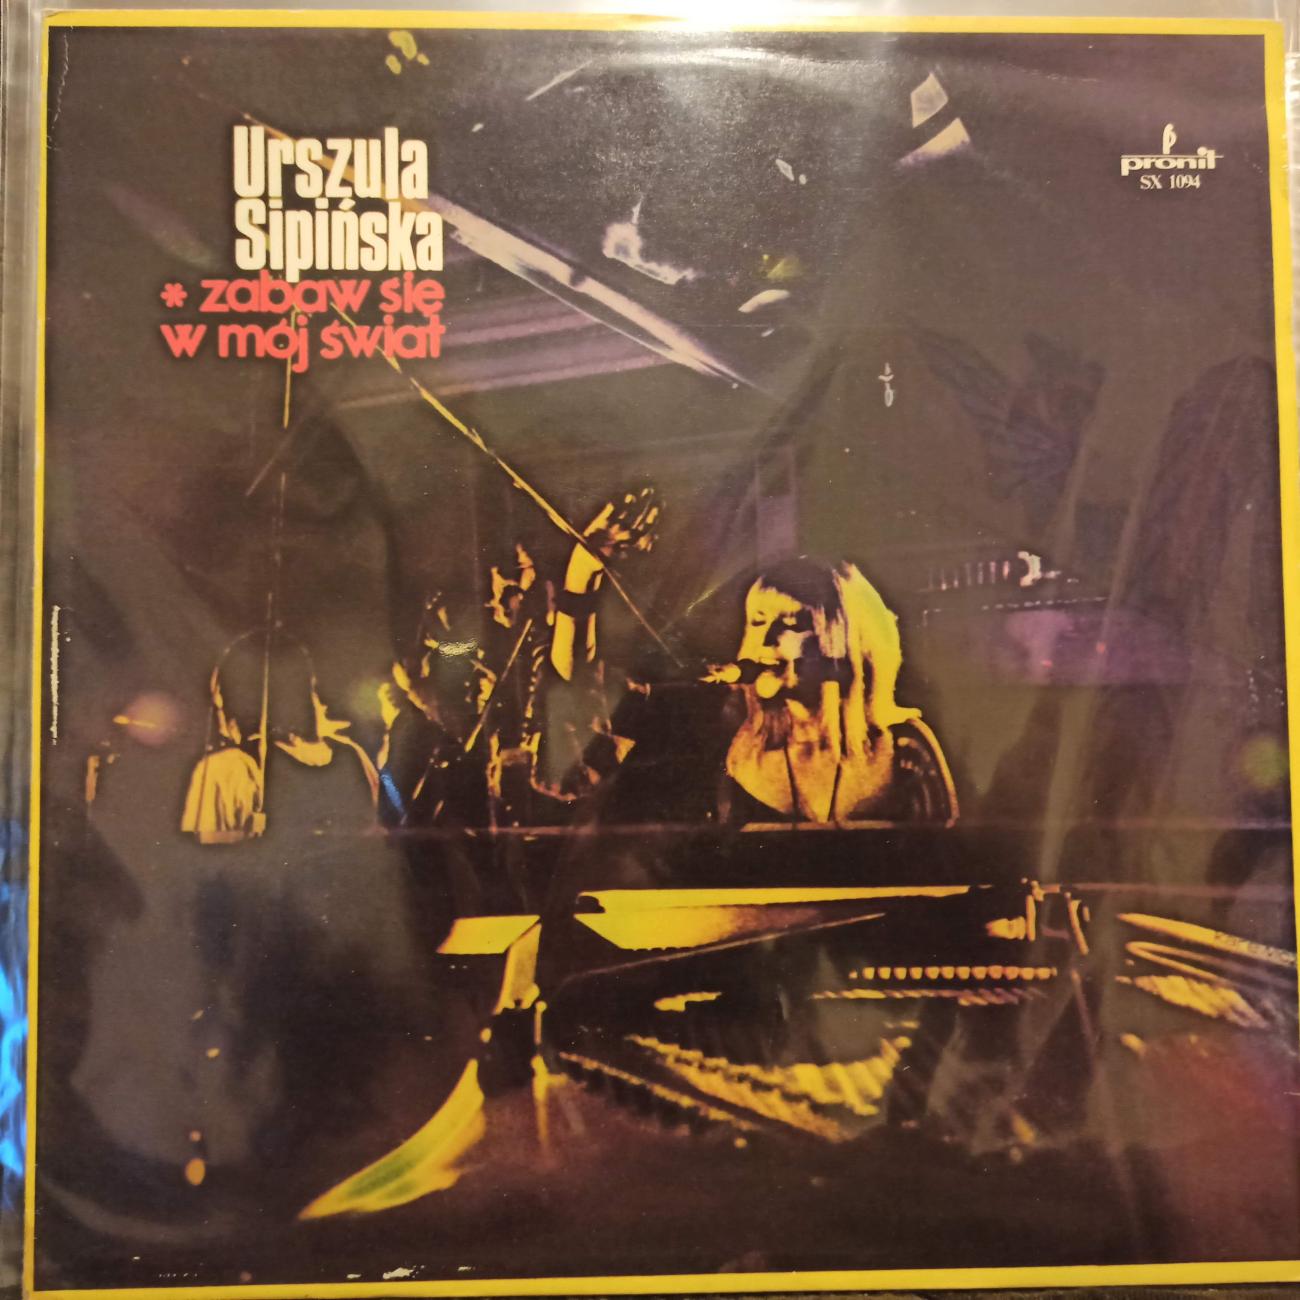 Urszula
Sipińska
* zabaw się
w mój świat
pronit
SX 1094